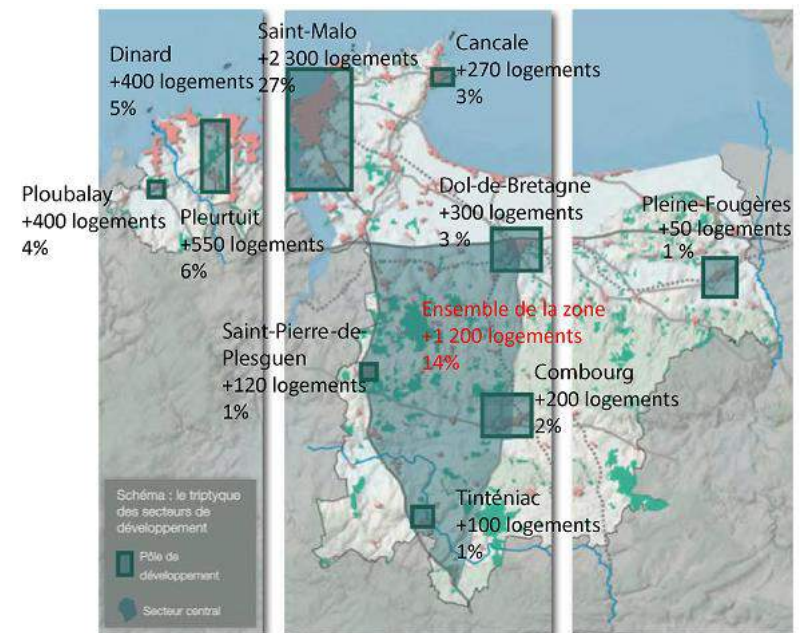 Saint-Malo
+2 300 logements
27%
Dinard
+400 logements
5%
Cancale
+270 logements
3%
Ploubalay
+400 logements
4%
Pleurtuit
+550 logements
6%
Dol-de-Bretagne
+300 logements
3 %
Pleine-Fougères
+50 logements
1 %
Ensemble de la zone
+1 200 logements
14%
Saint-Pierre-de-
Plesguen
+120 logements
1%
Combourg
+200 logements
2%
Tinténiac
+100 logements
1%
Schéma : le triptyque
des secteurs de
développement
Pôle de
développement
Secteur central